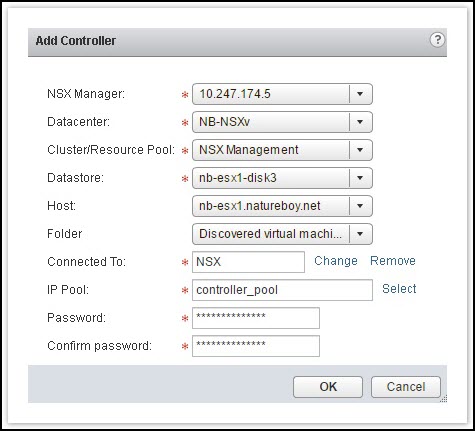 Add Controller ?
NSX Manager: * 10.247.174.5
Datacenter: * NB-NSXv
Cluster/Resource Pool: * NSX Management
Datastore: * nb-esx1-disk3
Host: nb-esx1.natureboy.net
Folder Discovered virtual machi...
Connected To: * NSX Change Remove
IP Pool: * controller_pool Select
Password: * **************
Confirm password: * **************
OK Cancel